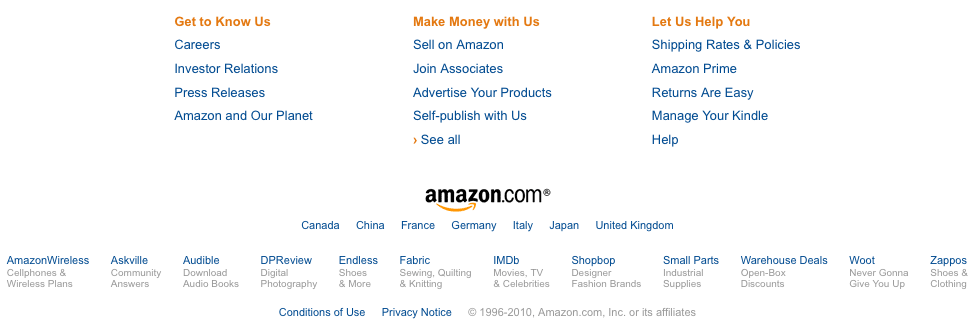 Get to Know Us
Careers
Investor Relations
Press Releases
Amazon and Our Planet
Make Money with Us
Sell on Amazon
Join Associates
Advertise Your Products
Self-publish with Us
› See all
Let Us Help You
Shipping Rates & Policies
Amazon Prime
Returns Are Easy
Manage Your Kindle
Help
amazon.com®
Canada China France Germany Italy Japan United Kingdom
AmazonWireless
Cellphones &
Wireless Plans
Askville
Community
Answers
Audible
Download
Audio Books
DPReview
Digital
Photography
Endless
Shoes
& More
Fabric
Sewing, Quilting
& Knitting
IMDb
Movies, TV
& Celebrities
Shopbop
Designer
Fashion Brands
Small Parts
Industrial
Supplies
Warehouse Deals
Open-Box
Discounts
Woot
Never Gonna
Give You Up
Zappos
Shoes &
Clothing
Conditions of Use Privacy Notice © 1996-2010, Amazon.com, Inc. or its affiliates